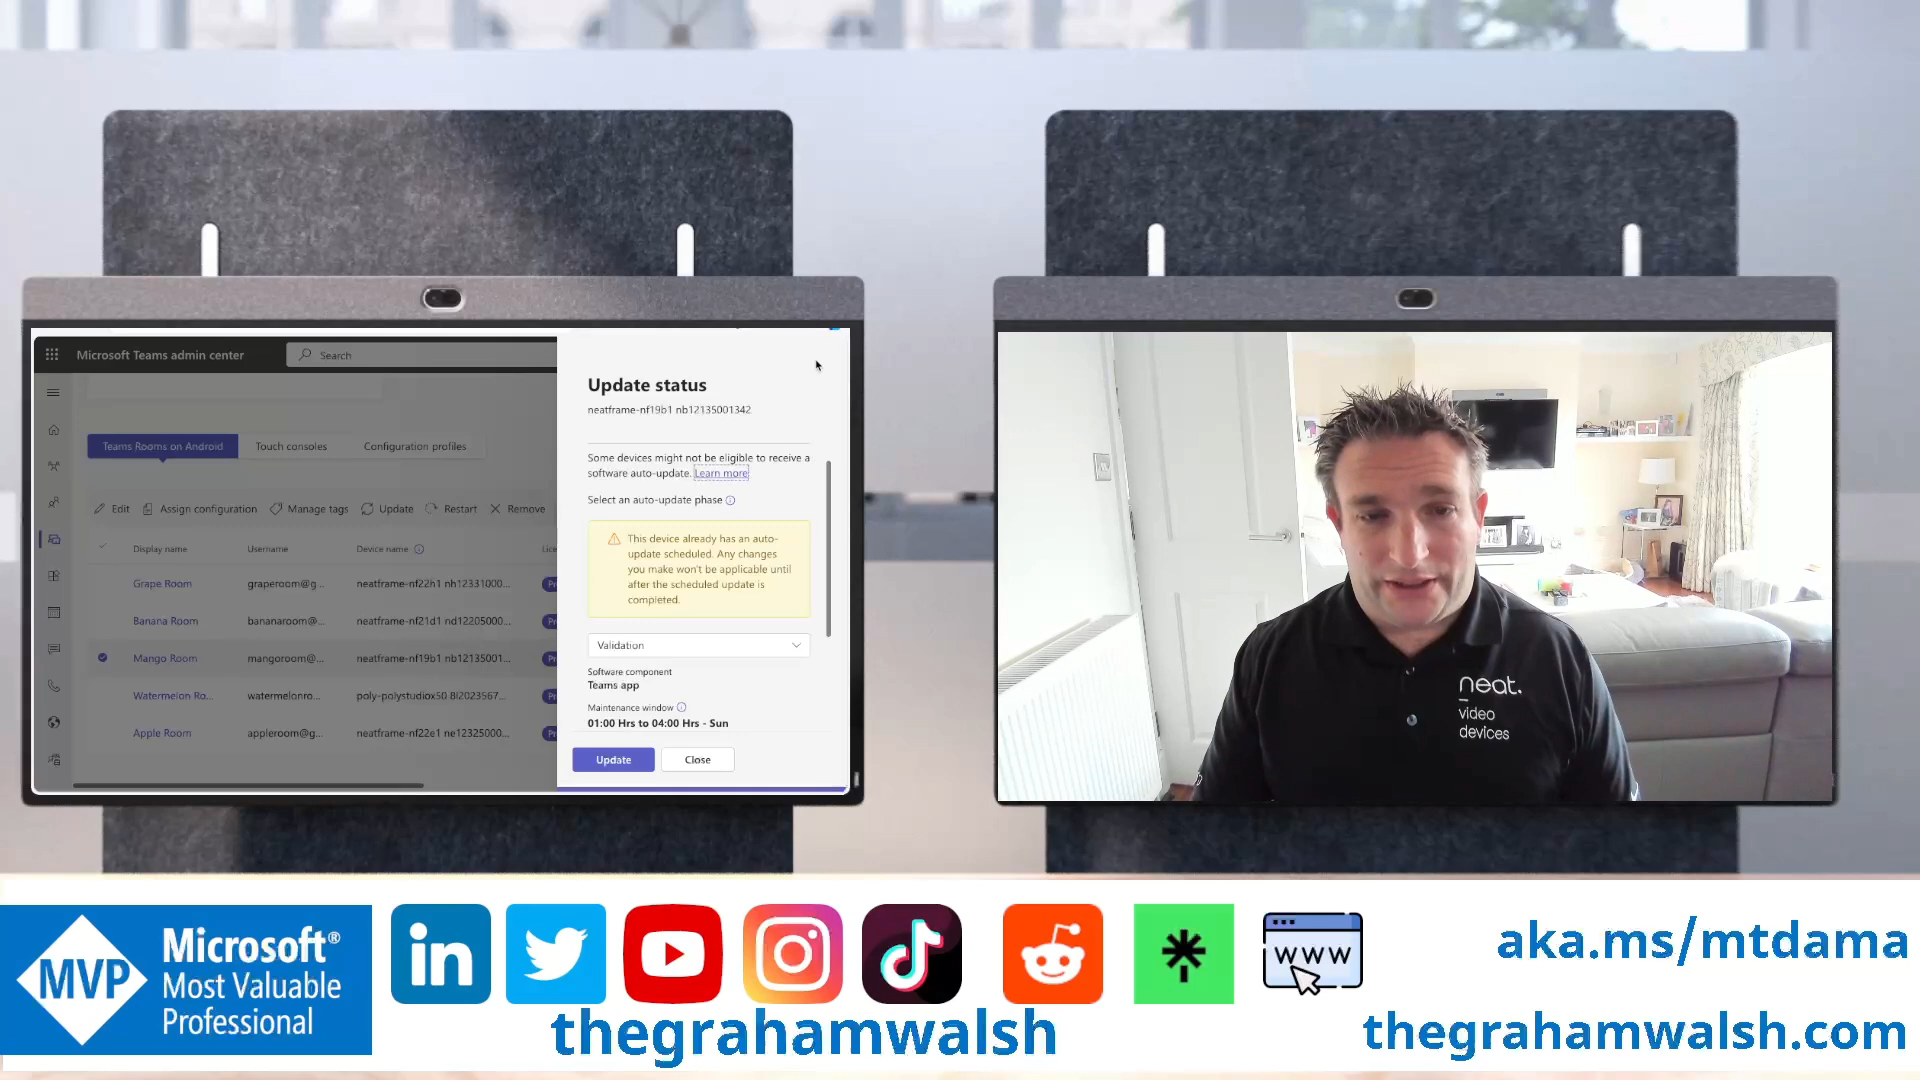 Microsoft Teams admin center
Search
Teams Rooms on Android
Touch consoles
Configuration profiles
Edit
Assign configuration
Manage tags
Update
Restart
Remove
Display name
Username
Device name
Grape Room
graperoom@g...
neatframe-nf22h1 nh12331000...
Banana Room
bananaroom@...
neatframe-nf21d1 nd12205000...
Mango Room
mangoroom@...
neatframe-nf19b1 nb12135001...
Watermelon Ro...
watermelonro...
poly-polystudiox50 8l2023567...
Apple Room
appleroom@g...
neatframe-nf22e1 ne12325000...
Update status
neatframe-nf19b1 nb12135001342
Some devices might not be eligible to receive a
software auto-update. Learn more
Select an auto-update phase
This device already has an auto-
update scheduled. Any changes
you make won't be applicable until
after the scheduled update is
completed.
Validation
Software component
Teams app
Maintenance window
01:00 Hrs to 04:00 Hrs - Sun
Update
Close
neat.
video
devices
MVP
Microsoft®
Most Valuable
Professional
in
WWW
thegrahamwalsh
aka.ms/mtdama
thegrahamwalsh.com